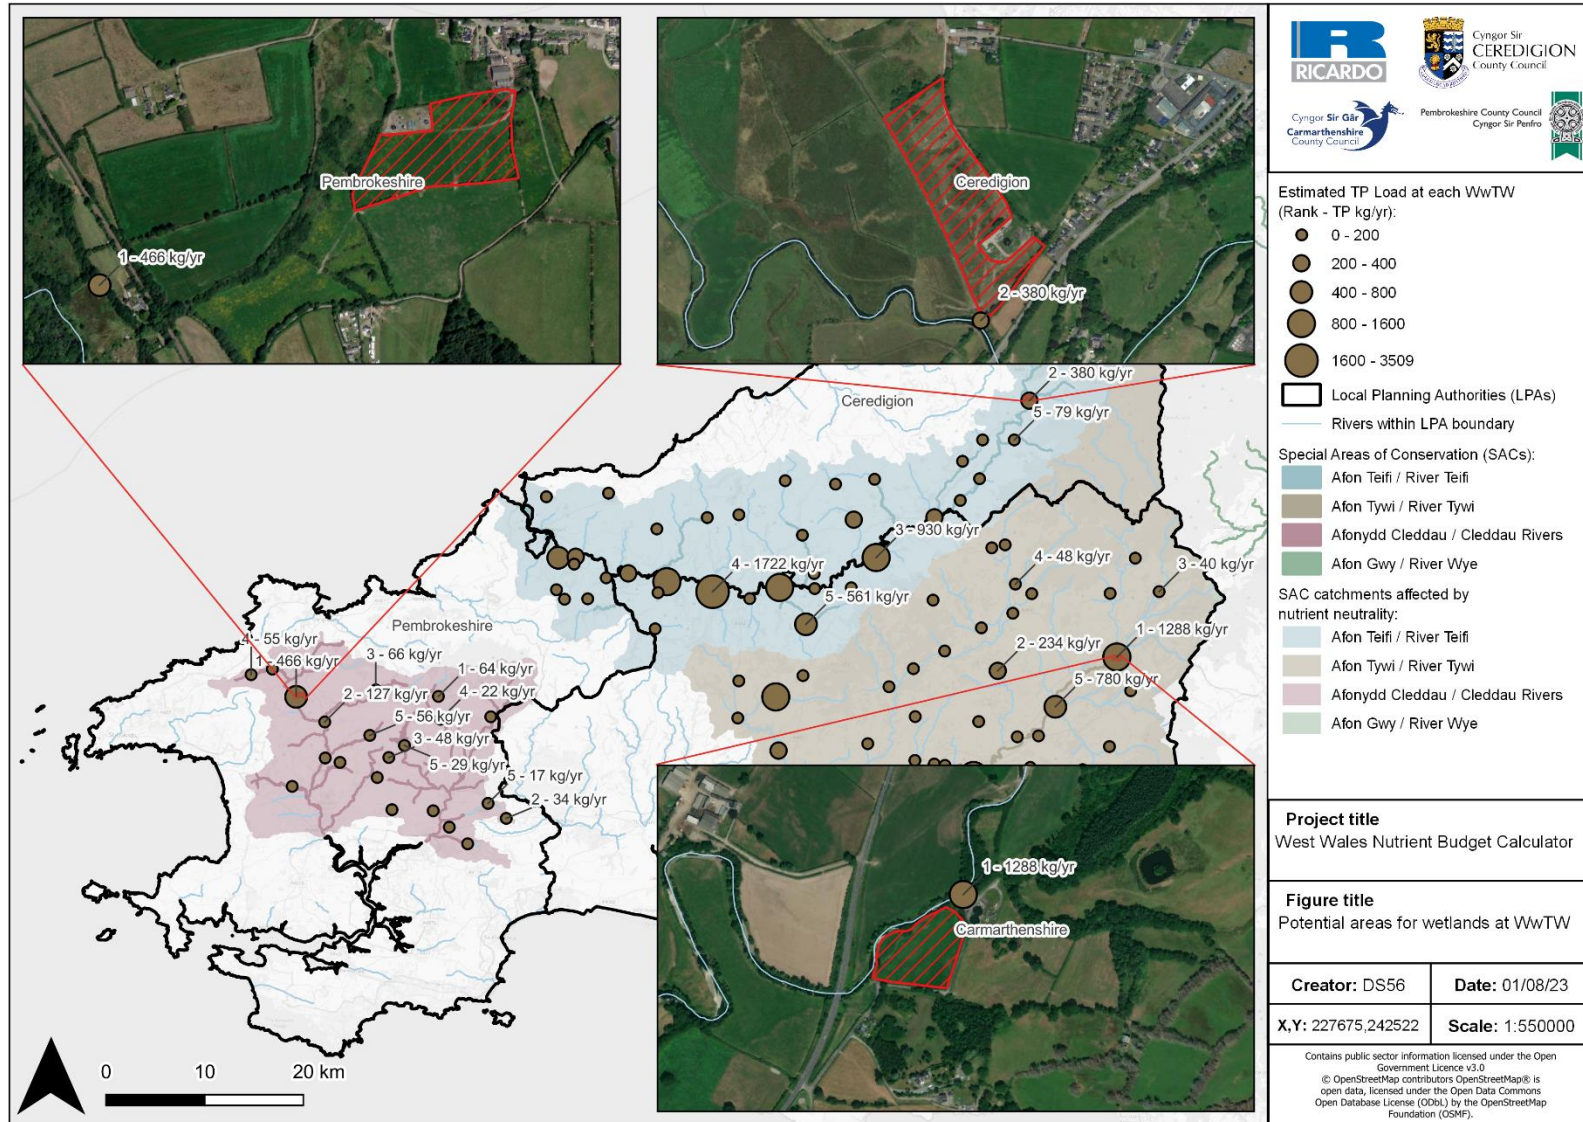 Pembrokeshire
1 - 466 kg/yr
Ceredigion
2 - 380 kg/yr
Ceredigion
2 - 380 kg/yr
5 - 79 kg/yr
3 - 930 kg/yr
4 - 1722 kg/yr
4 - 48 kg/yr
3 - 40 kg/yr
5 - 561 kg/yr
Pembrokeshire
4 - 55 kg/yr
1 - 466 kg/yr
3 - 66 kg/yr
1 - 64 kg/yr
2 - 127 kg/yr
4 - 22 kg/yr
5 - 56 kg/yr
3 - 48 kg/yr
5 - 29 kg/yr
5 - 17 kg/yr
2 - 34 kg/yr
1 - 1288 kg/yr
2 - 234 kg/yr
5 - 780 kg/yr
1 - 1288 kg/yr
Carmarthenshire
0 10 20 km
RICARDO
Cyngor Sir
CEREDIGION
County Council
Cyngor Sir Gâr
Carmarthenshire
County Council
Pembrokeshire County Council
Cyngor Sir Penfro
Estimated TP Load at each WwTW
(Rank - TP kg/yr):
0 - 200
200 - 400
400 - 800
800 - 1600
1600 - 3509
Local Planning Authorities (LPAs)
Rivers within LPA boundary
Special Areas of Conservation (SACs):
Afon Teifi / River Teifi
Afon Tywi / River Tywi
Afonydd Cleddau / Cleddau Rivers
Afon Gwy / River Wye
SAC catchments affected by
nutrient neutrality:
Afon Teifi / River Teifi
Afon Tywi / River Tywi
Afonydd Cleddau / Cleddau Rivers
Afon Gwy / River Wye
Project title
West Wales Nutrient Budget Calculator
Figure title
Potential areas for wetlands at WwTW
Creator: DS56
Date: 01/08/23
X,Y: 227675,242522
Scale: 1:550000
Contains public sector information licensed under the Open
Government Licence v3.0
© OpenStreetMap contributors OpenStreetMap® is
open data, licensed under the Open Data Commons
Open Database License (ODbL) by the OpenStreetMap
Foundation (OSMF).